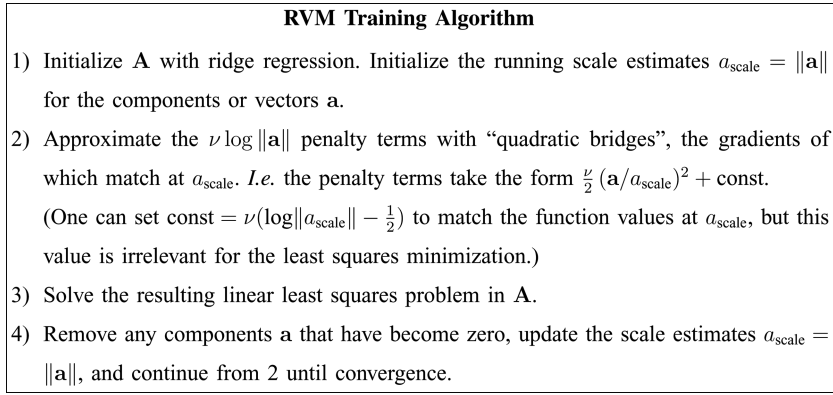 RVM Training Algorithm
1) Initialize A with ridge regression. Initialize the running scale estimates a_scale = ‖a‖
for the components or vectors a.
2) Approximate the ν log ‖a‖ penalty terms with “quadratic bridges”, the gradients of
which match at a_scale. I.e. the penalty terms take the form ν/2 (a/a_scale)² + const.
(One can set const = ν(log‖a_scale‖ − 1/2) to match the function values at a_scale, but this
value is irrelevant for the least squares minimization.)
3) Solve the resulting linear least squares problem in A.
4) Remove any components a that have become zero, update the scale estimates a_scale =
‖a‖, and continue from 2 until convergence.